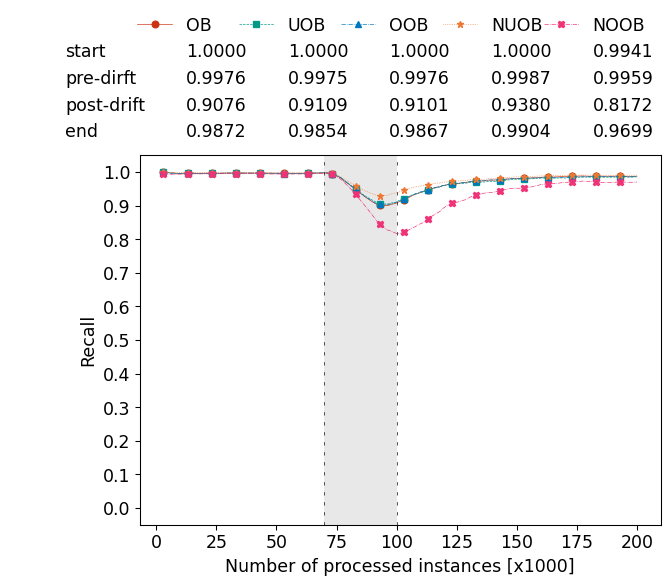 OB UOB OOB NUOB NOOB
start 1.0000 1.0000 1.0000 1.0000 0.9941
pre-dirft 0.9976 0.9975 0.9976 0.9987 0.9959
post-drift 0.9076 0.9109 0.9101 0.9380 0.8172
end 0.9872 0.9854 0.9867 0.9904 0.9699
1.0
0.9
0.8
0.7
0.6
0.5
0.4
0.3
0.2
0.1
0.0
Recall
0 25 50 75 100 125 150 175 200
Number of processed instances [x1000]